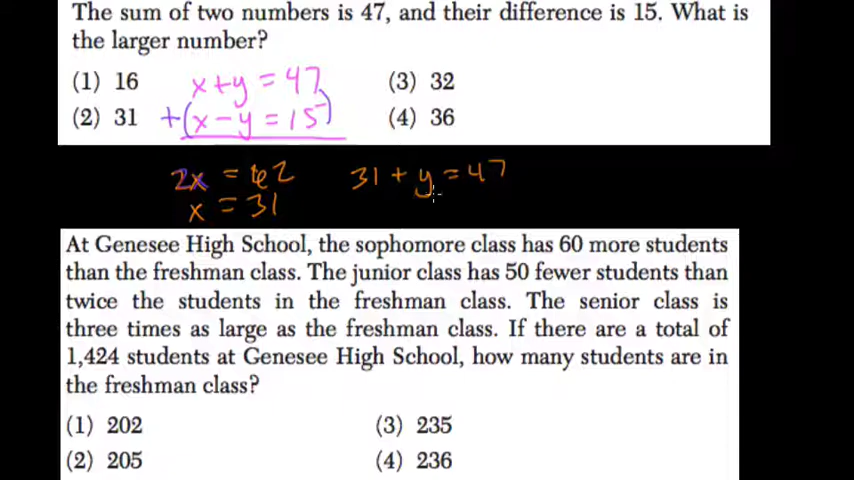 The sum of two numbers is 47, and their difference is 15. What is
the larger number?
(1) 16 x+y = 47 (3) 32
(2) 31 +(x-y = 15) (4) 36
2x = 62 31 + y = 47
x = 31
At Genesee High School, the sophomore class has 60 more students
than the freshman class. The junior class has 50 fewer students than
twice the students in the freshman class. The senior class is
three times as large as the freshman class. If there are a total of
1,424 students at Genesee High School, how many students are in
the freshman class?
(1) 202 (3) 235
(2) 205 (4) 236